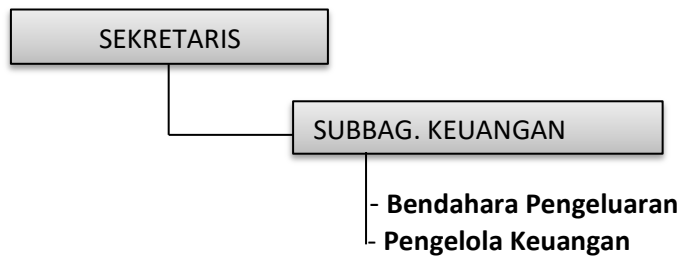 SEKRETARIS
SUBBAG. KEUANGAN
- Bendahara Pengeluaran
- Pengelola Keuangan